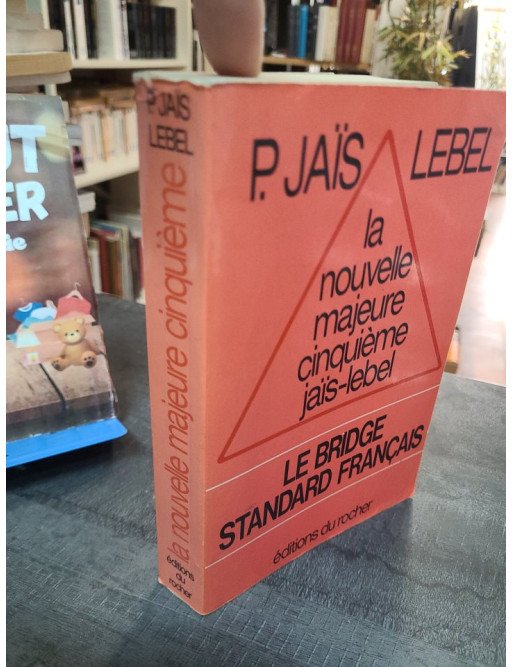 P. JAÏS
LEBEL
la nouvelle majeure cinquième
éditions
du
rocher
P. JAÏS LEBEL
la
nouvelle
majeure
cinquième
jaïs-lebel
LE BRIDGE
STANDARD FRANÇAIS
éditions du rocher